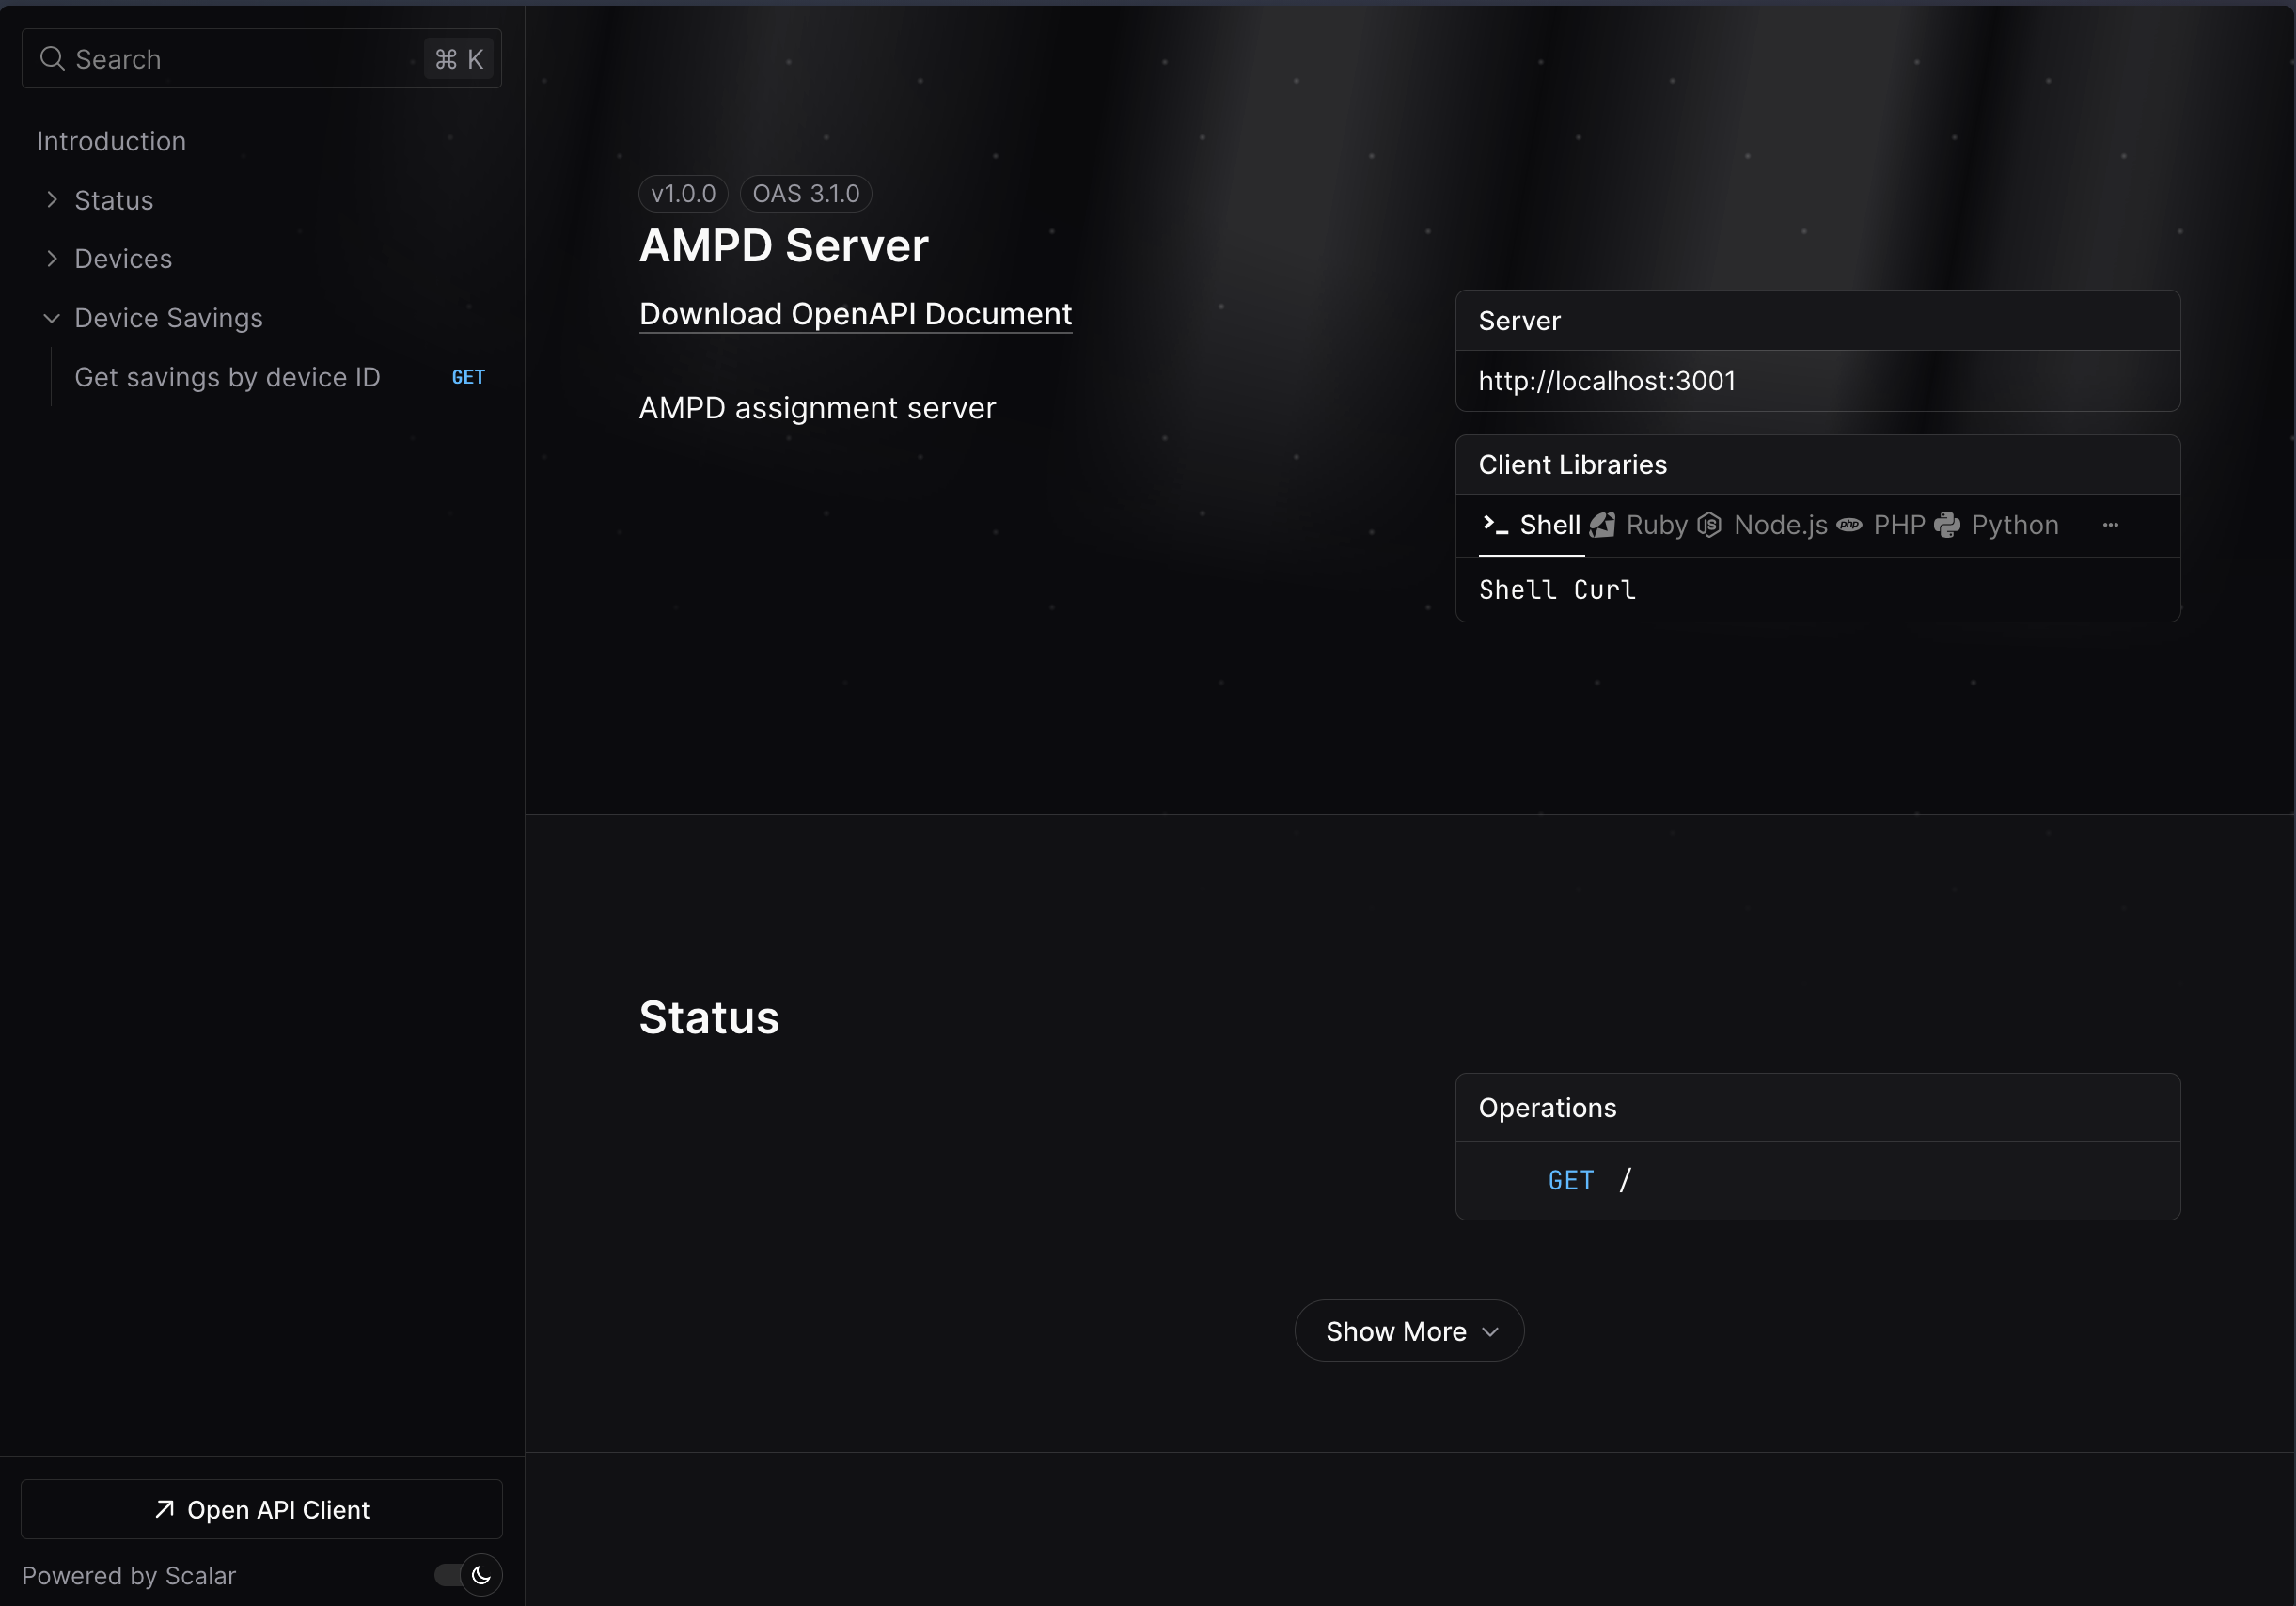 Search ⌘ K
Introduction
Status
Devices
Device Savings
Get savings by device ID GET
Open API Client
Powered by Scalar
v1.0.0 OAS 3.1.0
AMPD Server
Download OpenAPI Document
AMPD assignment server
Server
http://localhost:3001
Client Libraries
Shell Ruby Node.js PHP Python ...
Shell Curl
Status
Operations
GET /
Show More